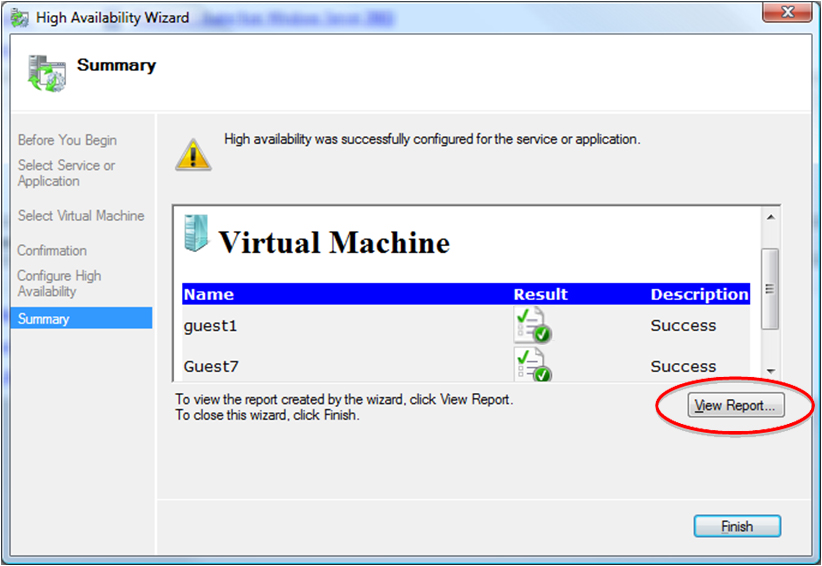 High Availability Wizard
Summary
Before You Begin
Select Service or
Application
Select Virtual Machine
Confirmation
Configure High
Availability
Summary
High availability was successfully configured for the service or application.
Virtual Machine
Name Result Description
guest1 Success
Guest7 Success
To view the report created by the wizard, click View Report.
To close this wizard, click Finish.
View Report...
Finish